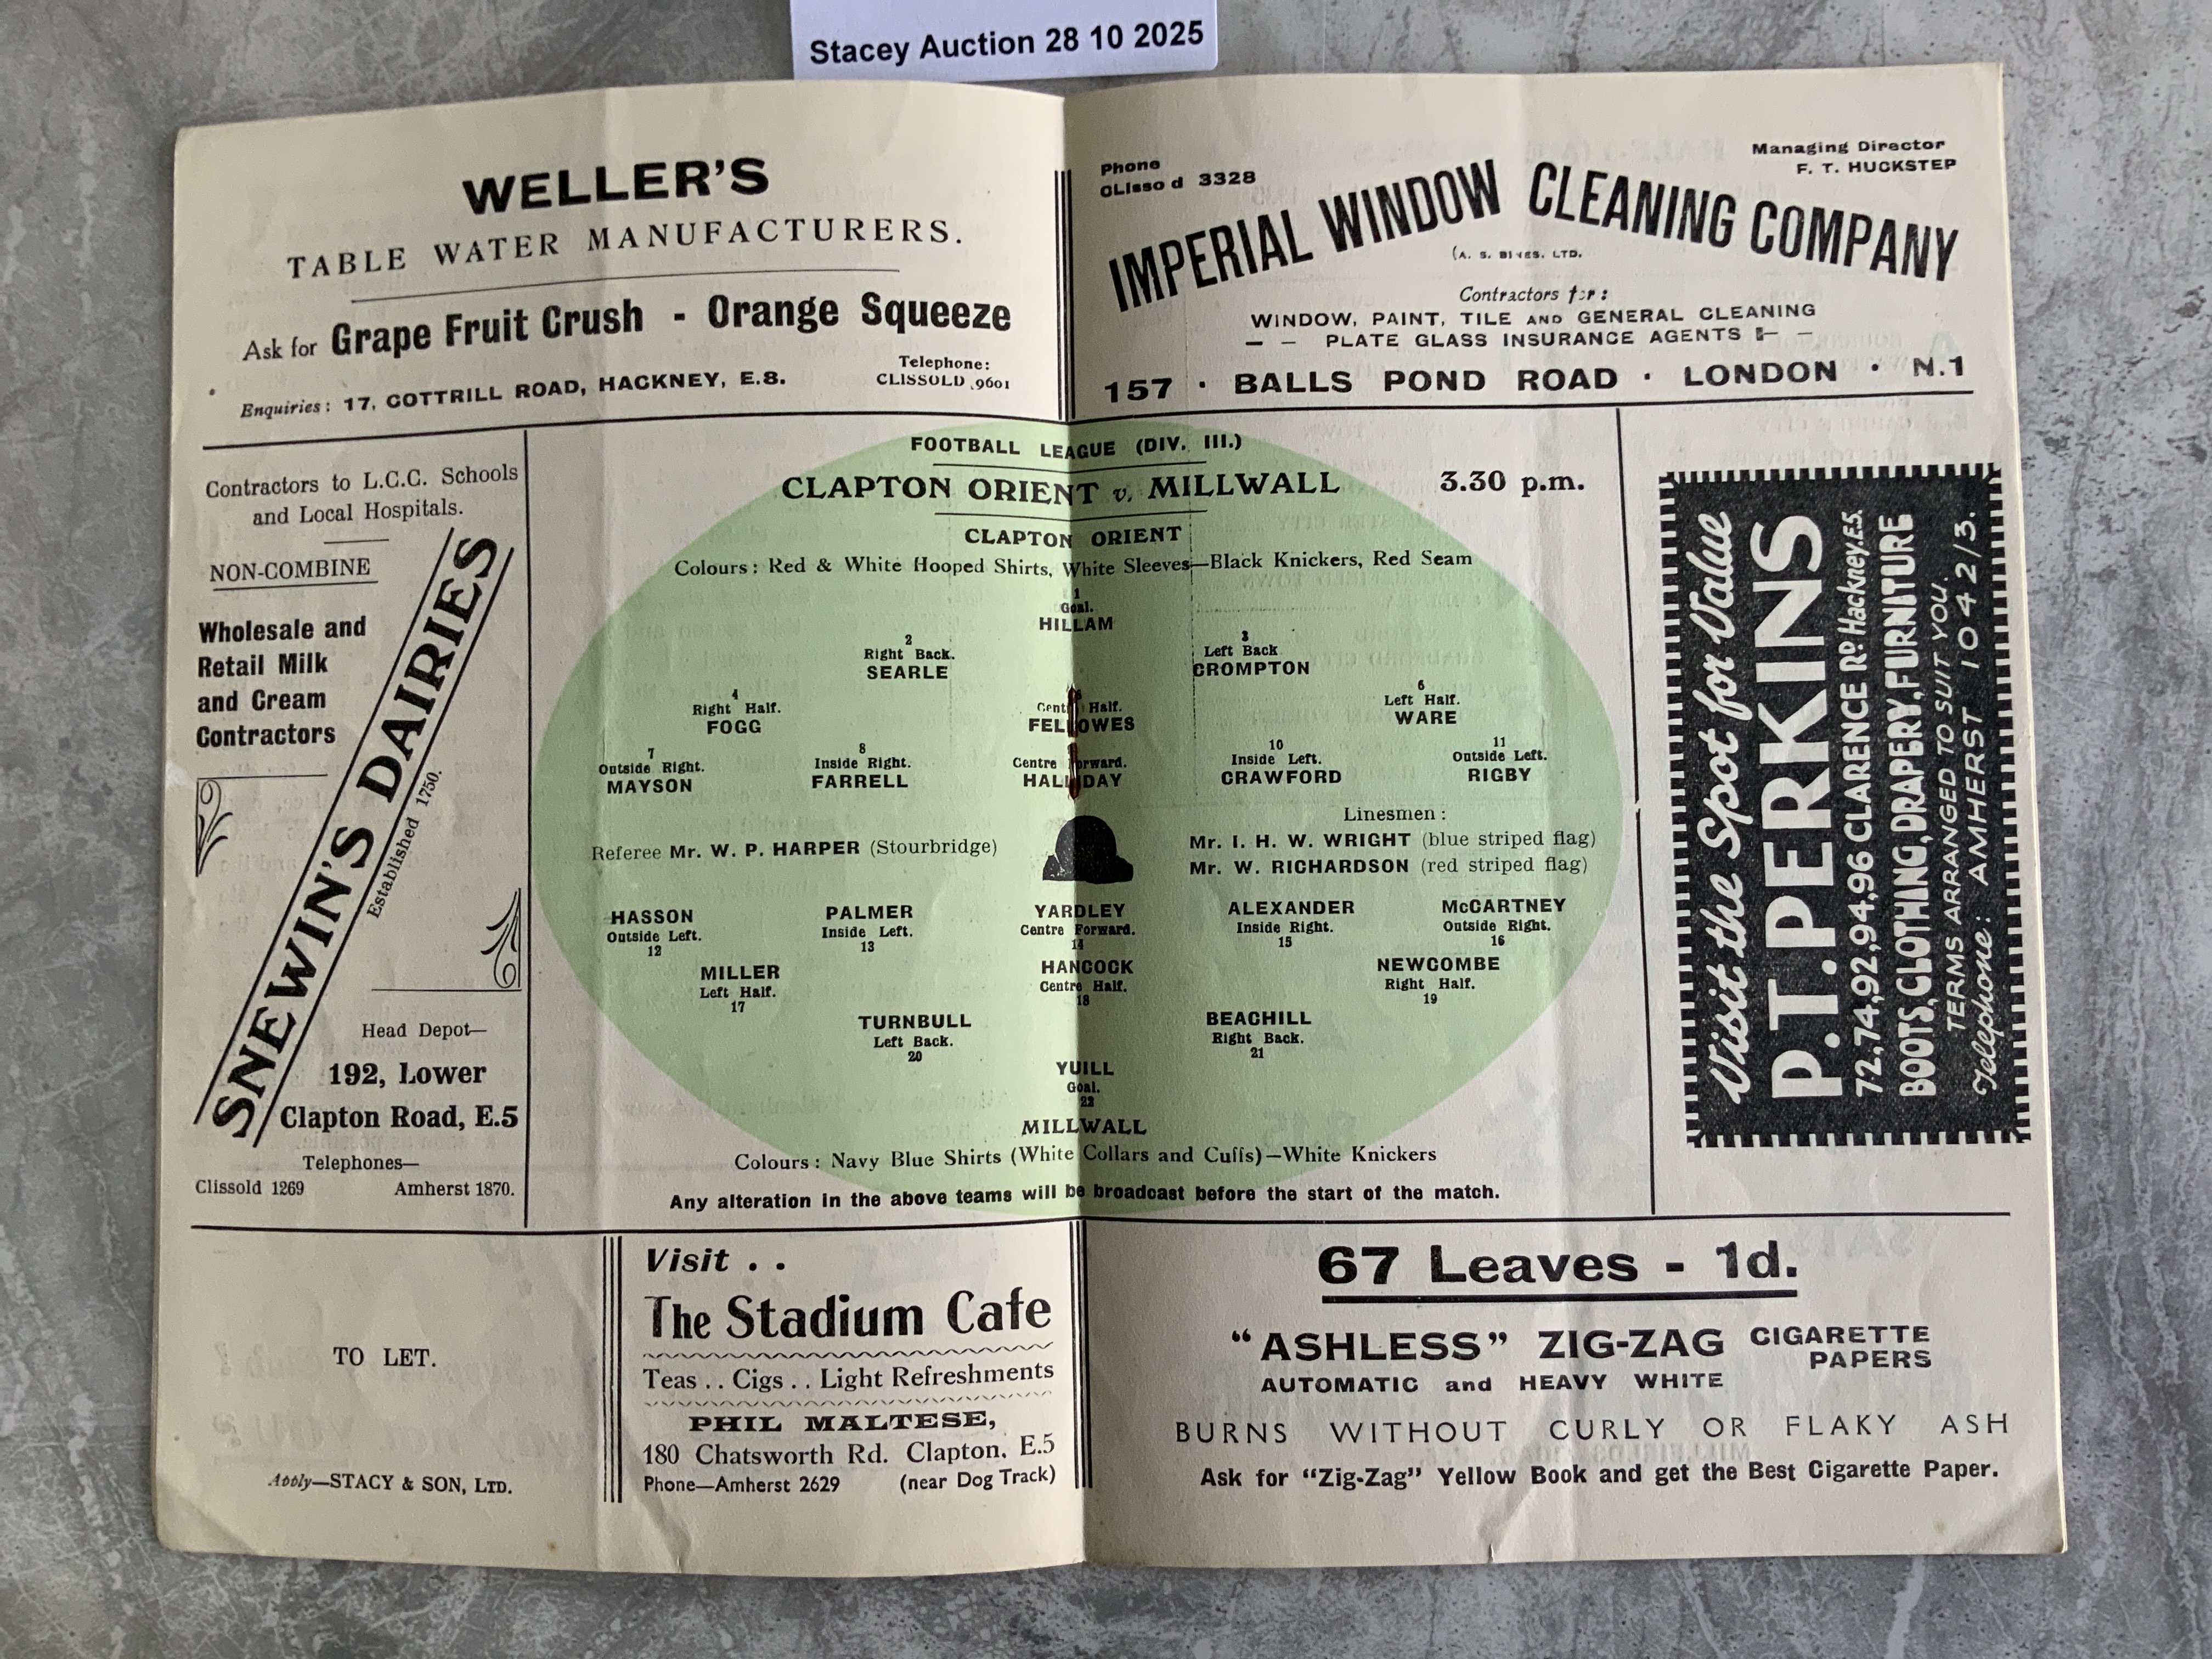 Stacey Auction 28 10 2025
WELLER'S
TABLE WATER MANUFACTURERS.
Ask for Grape Fruit Crush - Orange Squeeze
Telephone:
CLISSOLD 9601
Enquiries: 17, COTTRILL ROAD, HACKNEY, E.8.
Phone
CLisso d 3328
Managing Director
F. T. HUCKSTEP
IMPERIAL WINDOW CLEANING COMPANY
(A. S. LTD.
Contractors for:
WINDOW, PAINT, TILE AND GENERAL CLEANING
— — PLATE GLASS INSURANCE AGENTS — —
157 · BALLS POND ROAD · LONDON · N.1
Contractors to L.C.C. Schools
and Local Hospitals.
NON-COMBINE
Wholesale and
Retail Milk
and Cream
Contractors
SNEWIN'S DAIRIES
Established 1750.
Head Depot—
192, Lower
Clapton Road, E.5
Telephones—
Clissold 1269 Amherst 1870.
FOOTBALL LEAGUE (DIV. III.)
CLAPTON ORIENT v. MILLWALL 3.30 p.m.
CLAPTON ORIENT
Colours: Red & White Hooped Shirts, White Sleeves—Black Knickers, Red Seam
1
Goal.
HILLAM
2
Right Back.
SEARLE
3
Left Back
CROMPTON
4
Right Half.
FOGG
5
Cent Half.
FELLOWES
6
Left Half.
WARE
7
Outside Right.
MAYSON
8
Inside Right.
FARRELL
Centre rward.
HALLIDAY
10
Inside Left.
CRAWFORD
11
Outside Left.
RIGBY
Referee Mr. W. P. HARPER (Stourbridge)
Linesmen:
Mr. I. H. W. WRIGHT (blue striped flag)
Mr. W. RICHARDSON (red striped flag)
HASSON
Outside Left.
12
PALMER
Inside Left.
13
YARDLEY
Centre Forward.
14
ALEXANDER
Inside Right.
15
McCARTNEY
Outside Right.
16
MILLER
Left Half.
17
HANCOCK
Centre Half.
18
NEWCOMBE
Right Half.
19
TURNBULL
Left Back.
20
BEACHILL
Right Back.
21
YUILL
Goal.
22
MILLWALL
Colours: Navy Blue Shirts (White Collars and Cuffs)—White Knickers
Any alteration in the above teams will be broadcast before the start of the match.
Visit the Spot for Value
P.T. PERKINS
72,74,92,94,96 CLARENCE RD Hackney.E5.
BOOTS, CLOTHING, DRAPERY, FURNITURE
TERMS ARRANGED TO SUIT YOU.
Telephone: AMHERST 1042/3.
TO LET.
Apply—STACY & SON, LTD.
Visit . .
The Stadium Cafe
Teas . . Cigs . . Light Refreshments
PHIL MALTESE,
180 Chatsworth Rd. Clapton. E.5
Phone—Amherst 2629 (near Dog Track)
67 Leaves - 1d.
"ASHLESS" ZIG-ZAG CIGARETTE PAPERS
AUTOMATIC and HEAVY WHITE
BURNS WITHOUT CURLY OR FLAKY ASH
Ask for "Zig-Zag" Yellow Book and get the Best Cigarette Paper.